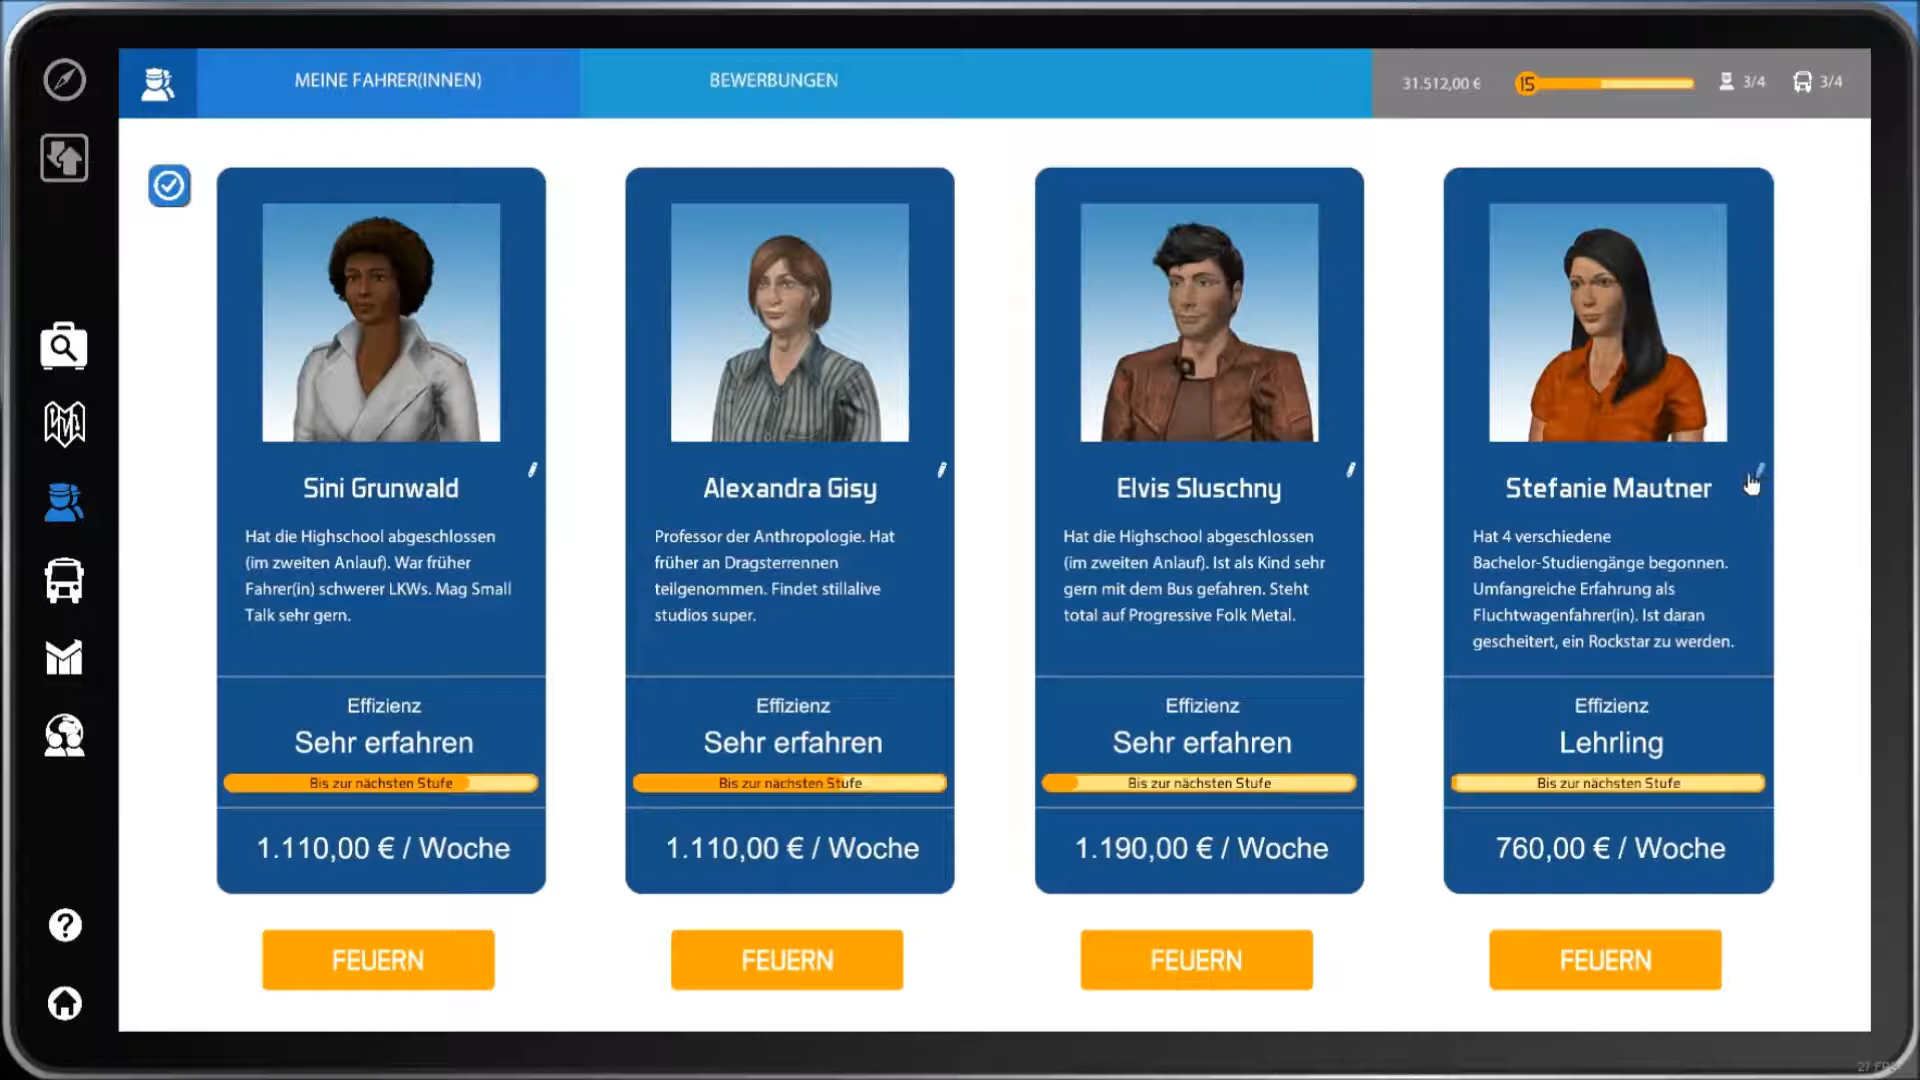 MEINE FAHRER(INNEN)
BEWERBUNGEN
31.512,00 €
15
3/4
3/4
Sini Grunwald
Hat die Highschool abgeschlossen
(im zweiten Anlauf). War früher
Fahrer(in) schwerer LKWs. Mag Small
Talk sehr gern.
Effizienz
Sehr erfahren
Bis zur nächsten Stufe
1.110,00 € / Woche
FEUERN
Alexandra Gisy
Professor der Anthropologie. Hat
früher an Dragsterrennen
teilgenommen. Findet stillalive
studios super.
Effizienz
Sehr erfahren
Bis zur nächsten Stufe
1.110,00 € / Woche
FEUERN
Elvis Sluschny
Hat die Highschool abgeschlossen
(im zweiten Anlauf). Ist als Kind sehr
gern mit dem Bus gefahren. Steht
total auf Progressive Folk Metal.
Effizienz
Sehr erfahren
Bis zur nächsten Stufe
1.190,00 € / Woche
FEUERN
Stefanie Mautner
Hat 4 verschiedene
Bachelor-Studiengänge begonnen.
Umfangreiche Erfahrung als
Fluchtwagenfahrer(in). Ist daran
gescheitert, ein Rockstar zu werden.
Effizienz
Lehrling
Bis zur nächsten Stufe
760,00 € / Woche
FEUERN
27